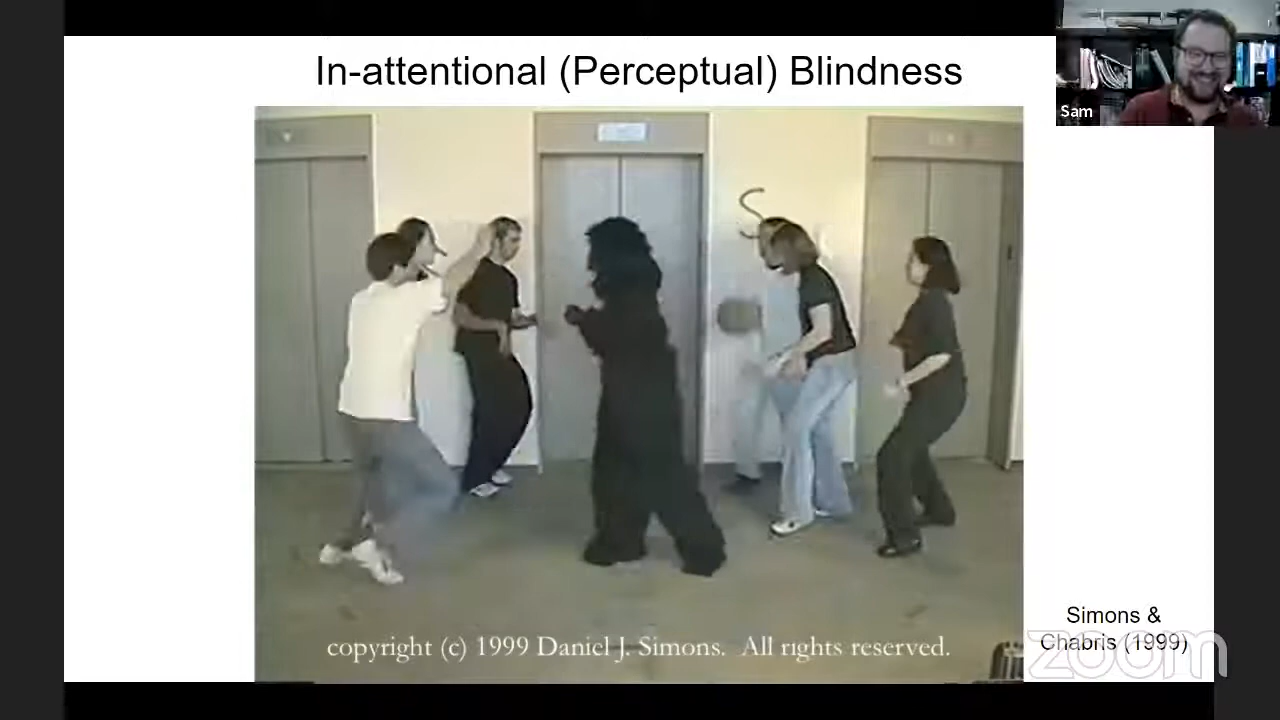 In-attentional (Perceptual) Blindness
Sam
copyright (c) 1999 Daniel J. Simons. All rights reserved.
Simons &
Chabris (1999)
zoom